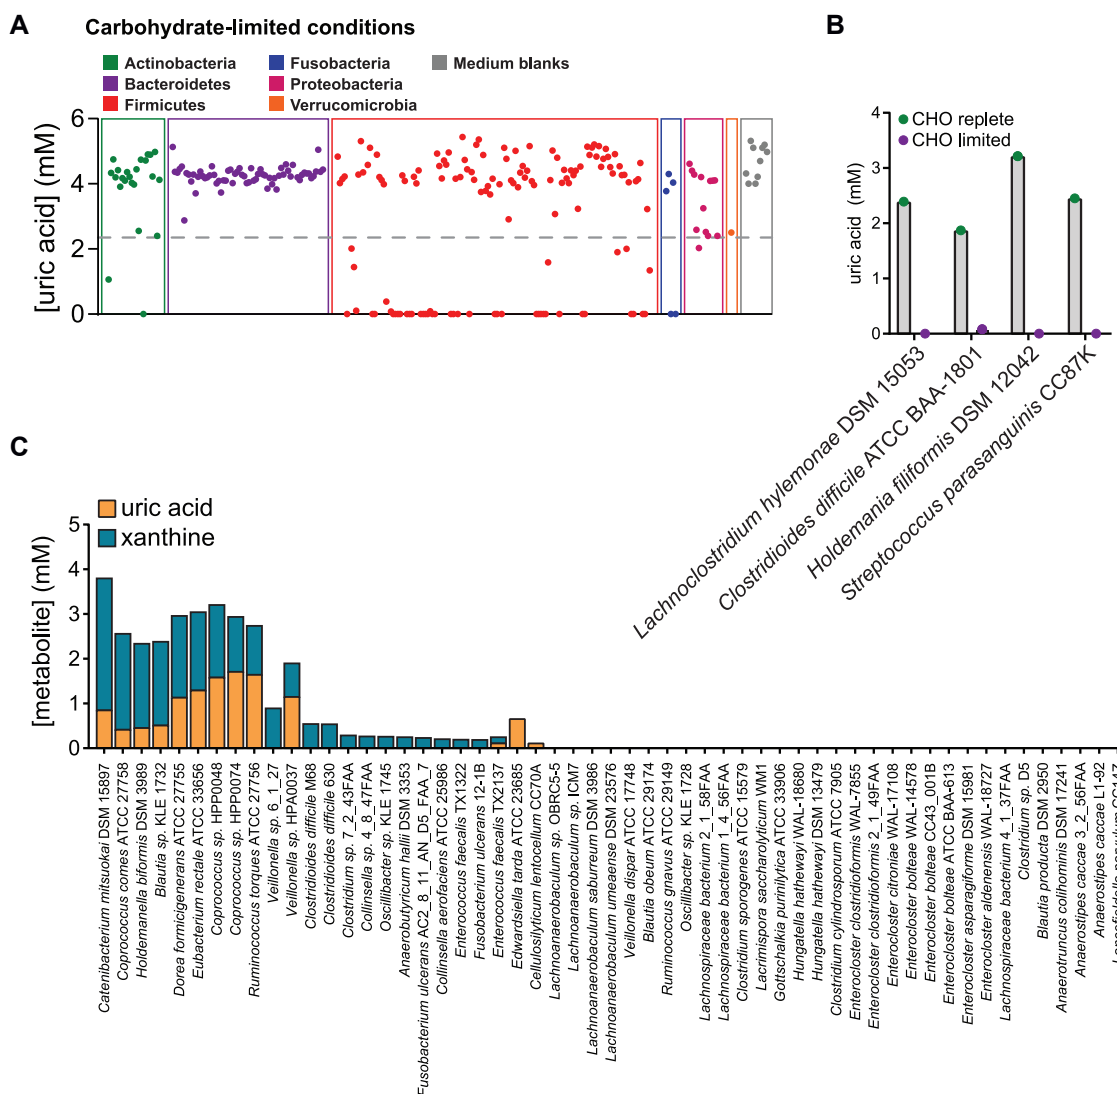 A
Carbohydrate-limited conditions
Actinobacteria
Bacteroidetes
Firmicutes
Fusobacteria
Proteobacteria
Verrucomicrobia
Medium blanks
[uric acid] (mM)
6
4
2
0
B
CHO replete
CHO limited
uric acid (mM)
4
3
2
1
0
Lachnoclostridium hylemonae DSM 15053
Clostridioides difficile ATCC BAA-1801
Holdemania filiformis DSM 12042
Streptococcus parasanguinis CC87K
C
uric acid
xanthine
[metabolite] (mM)
5
4
3
2
1
0
Catenibacterium mitsuokai DSM 15897
Coprococcus comes ATCC 27758
Holdemanella biformis DSM 3989
Blautia sp. KLE 1732
Dorea formicigenerans ATCC 27755
Eubacterium rectale ATCC 33656
Coprococcus sp. HPP0048
Coprococcus sp. HPP0074
Ruminococcus torques ATCC 27756
Veillonella sp. 6_1_27
Veillonella sp. HPA0037
Clostridioides difficile M68
Clostridioides difficile 630
Clostridium sp. 7_2_43FAA
Collinsella sp. 4_8_47FAA
Oscillibacter sp. KLE 1745
Anaerobutyricum hallii DSM 3353
Fusobacterium ulcerans AC2_8_11_AN_D5_FAA_7
Collinsella aerofaciens ATCC 25986
Enterococcus faecalis TX1322
Fusobacterium ulcerans 12-1B
Enterococcus faecalis TX2137
Edwardsiella tarda ATCC 23685
Cellulosilyticum lentocellum CC70A
Lachnoanaerobaculum sp. OBRC5-5
Lachnoanaerobaculum sp. ICM7
Lachnoanaerobaculum saburreum DSM 3986
Lachnoanaerobaculum umeaense DSM 23576
Veillonella dispar ATCC 17748
Blautia obeum ATCC 29174
Ruminococcus gnavus ATCC 29149
Oscillibacter sp. KLE 1728
Lachnospiraceae bacterium 2_1_58FAA
Lachnospiraceae bacterium 1_4_56FAA
Clostridium sporogenes ATCC 15579
Lacrimispora saccharolyticum WM1
Gottschalkia purinilytica ATCC 33906
Hungatella hathewayi WAL-18680
Hungatella hathewayi DSM 13479
Clostridium cylindrosporum ATCC 7905
Enterocloster clostridioformis WAL-7855
Enterocloster clostridioformis 2_1_49FAA
Enterocloster citroniae WAL-17108
Enterocloster bolteae WAL-14578
Enterocloster bolteae CC43_001B
Enterocloster bolteae ATCC BAA-613
Enterocloster asparagiforme DSM 15981
Enterocloster aldenensis WAL-18727
Lachnospiraceae bacterium 4_1_37FAA
Clostridium sp. D5
Blautia producta DSM 2950
Anaerotruncus colihominis DSM 17241
Anaerostipes caccae 3_2_56FAA
Anaerostipes caccae L1-92